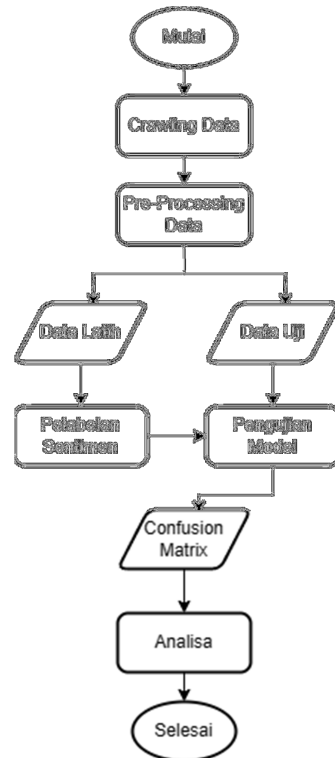 Mulai
Crawling Data
Pre-Processing
Data
Data Latih
Data Uji
Pelabelan
Sentimen
Pengujian
Model
Confusion
Matrix
Analisa
Selesai